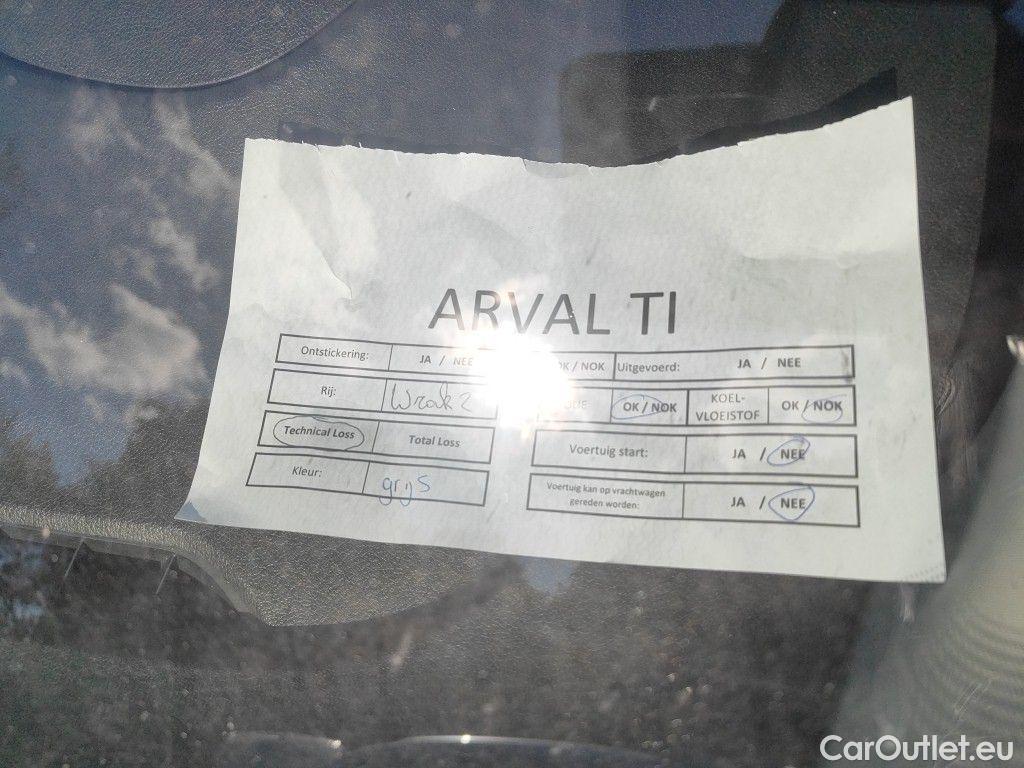 ARVAL TI
Ontstickering: JA / NEE OK / NOK Uitgevoerd: JA / NEE
Rij: Wrak 2 OK / NOK KOEL-VLOEISTOF OK / NOK
Technical Loss Total Loss Voertuig start: JA / NEE
Kleur: grijs Voertuig kan op vrachtwagen gereden worden: JA / NEE
CarOutlet.eu